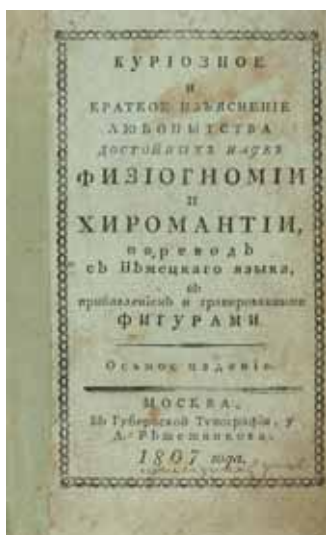 КУРІОЗНОЕ
И
КРАТКОЕ ИЗЪЯСНЕНІЕ
ЛЮБОПЫТСТВА
ДОСТОЙНЫХЪ НАУКЪ
ФИЗІОГНОМІИ
И
ХИРОМАНТІИ,
переводъ
съ Нѣмецкаго языка,
съ
прибавленіемъ и гравированными
ФИГУРАМИ
Осьмое изданіе.
МОСКВА,
Въ Губернской Типографіи, у
А. Рѣшетникова,
1807 года.